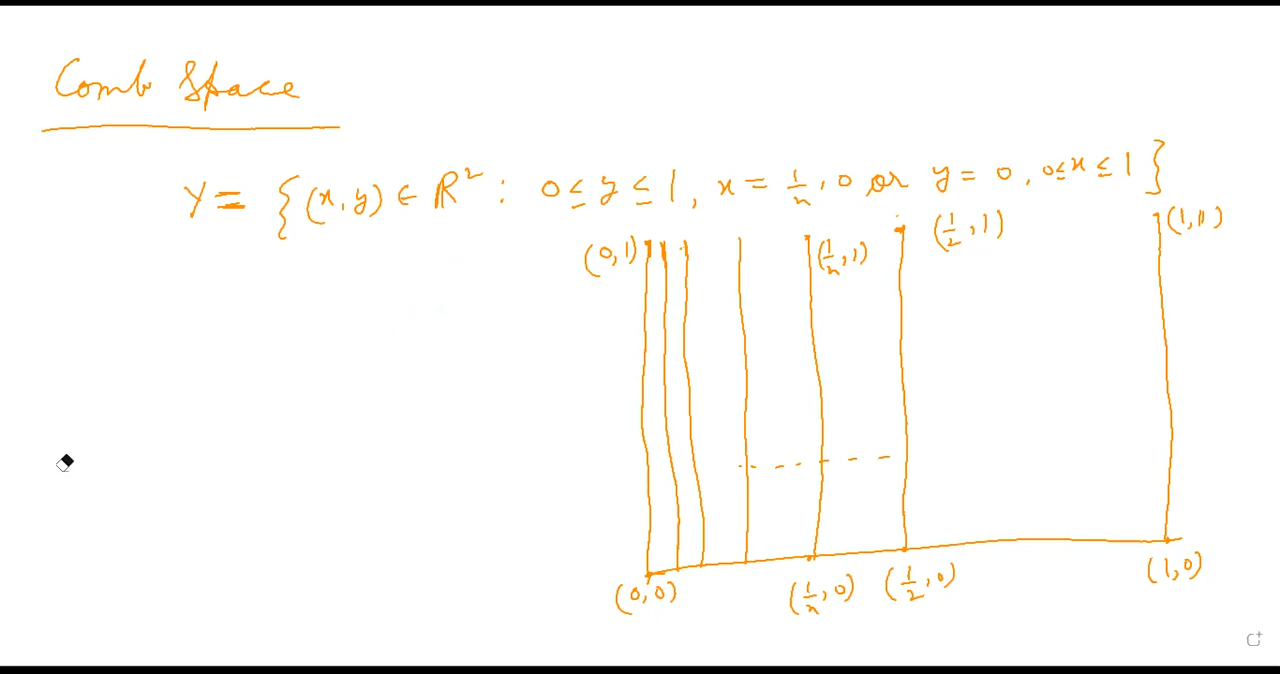 Comb Space
Y = {(x, y) ∈ ℝ² : 0 ≤ y ≤ 1, x = 1/n, 0 or y = 0, 0 ≤ x ≤ 1}
(0, 1)
(1/n, 1)
(1/2, 1)
(1, 1)
(0, 0)
(1/n, 0)
(1/2, 0)
(1, 0)